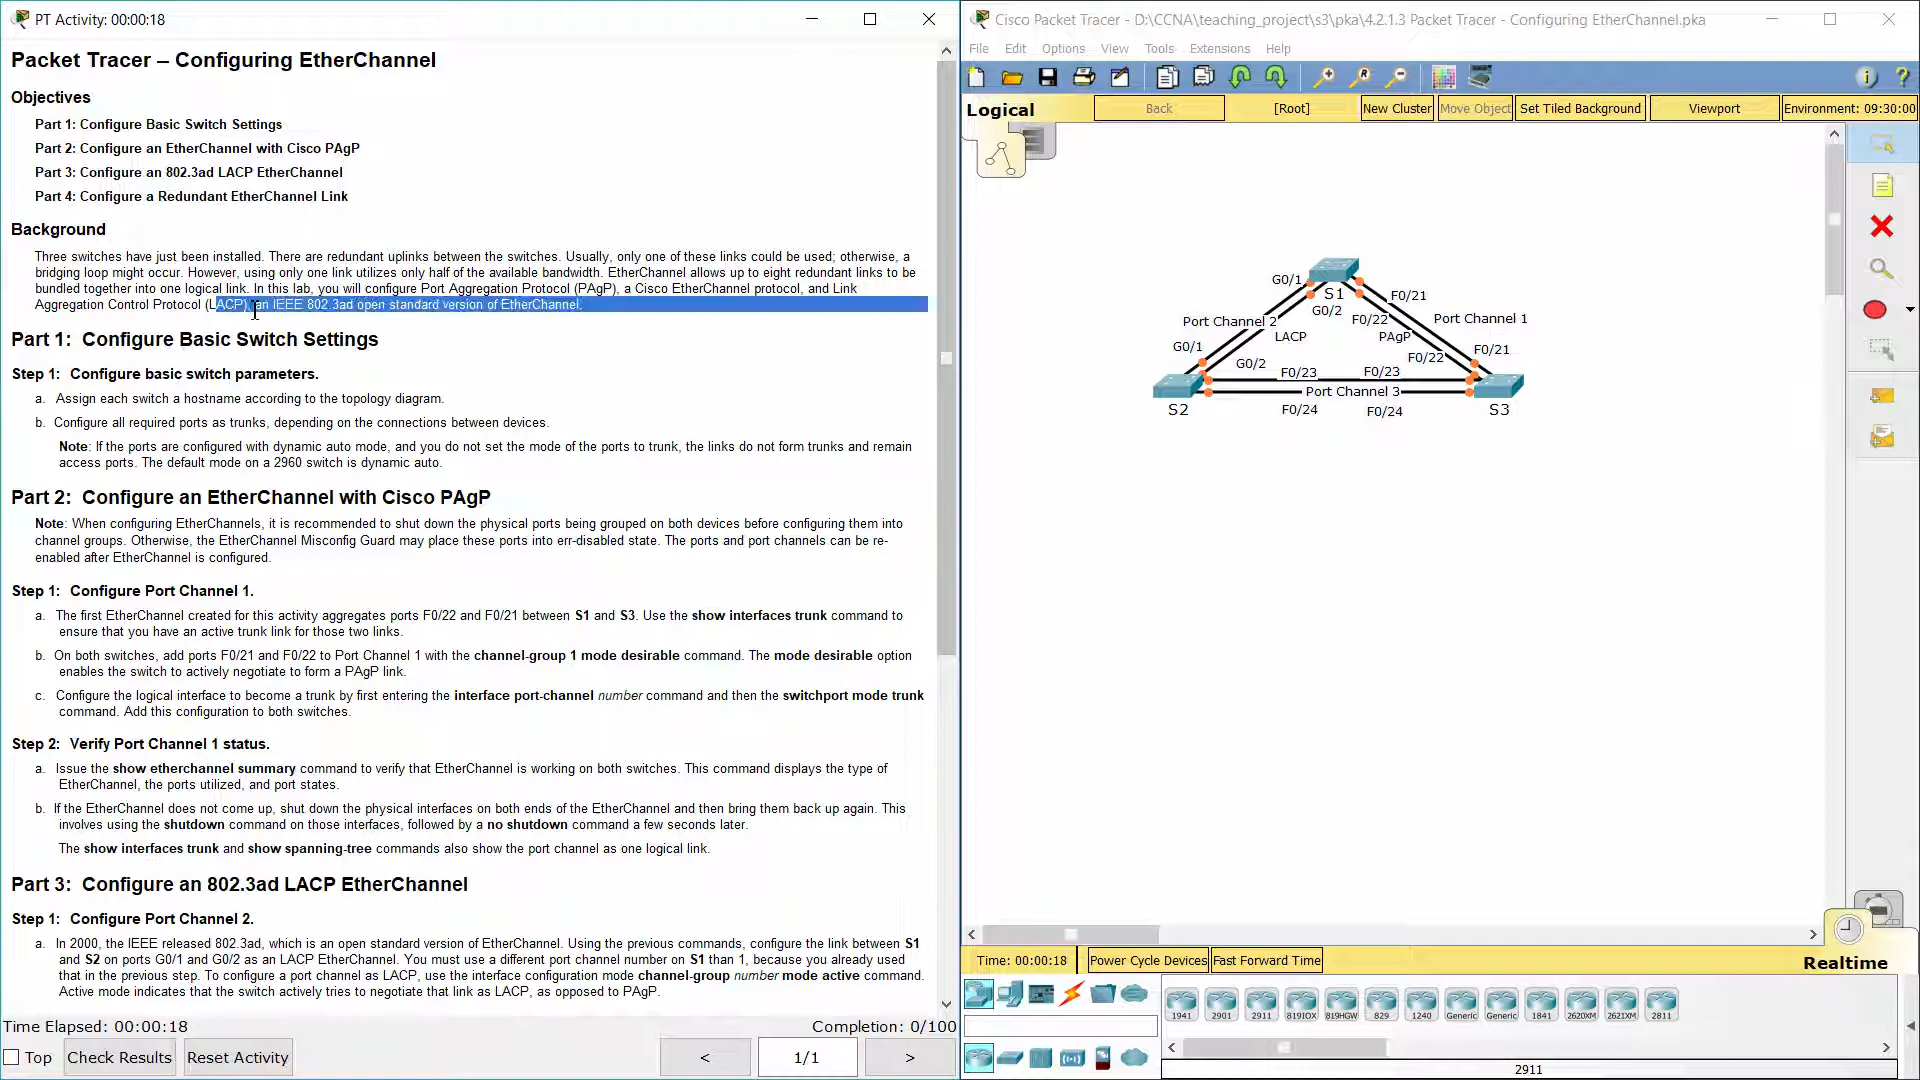 PT Activity: 00:00:18
Packet Tracer – Configuring EtherChannel
Objectives
Part 1: Configure Basic Switch Settings
Part 2: Configure an EtherChannel with Cisco PAgP
Part 3: Configure an 802.3ad LACP EtherChannel
Part 4: Configure a Redundant EtherChannel Link
Background
Three switches have just been installed. There are redundant uplinks between the switches. Usually, only one of these links could be used; otherwise, a
bridging loop might occur. However, using only one link utilizes only half of the available bandwidth. EtherChannel allows up to eight redundant links to be
bundled together into one logical link. In this lab, you will configure Port Aggregation Protocol (PAgP), a Cisco EtherChannel protocol, and Link
Aggregation Control Protocol (LACP), an IEEE 802.3ad open standard version of EtherChannel.
Part 1: Configure Basic Switch Settings
Step 1: Configure basic switch parameters.
a. Assign each switch a hostname according to the topology diagram.
b. Configure all required ports as trunks, depending on the connections between devices.
Note: If the ports are configured with dynamic auto mode, and you do not set the mode of the ports to trunk, the links do not form trunks and remain
access ports. The default mode on a 2960 switch is dynamic auto.
Part 2: Configure an EtherChannel with Cisco PAgP
Note: When configuring EtherChannels, it is recommended to shut down the physical ports being grouped on both devices before configuring them into
channel groups. Otherwise, the EtherChannel Misconfig Guard may place these ports into err-disabled state. The ports and port channels can be re-
enabled after EtherChannel is configured.
Step 1: Configure Port Channel 1.
a. The first EtherChannel created for this activity aggregates ports F0/22 and F0/21 between S1 and S3. Use the show interfaces trunk command to
ensure that you have an active trunk link for those two links.
b. On both switches, add ports F0/21 and F0/22 to Port Channel 1 with the channel-group 1 mode desirable command. The mode desirable option
enables the switch to actively negotiate to form a PAgP link.
c. Configure the logical interface to become a trunk by first entering the interface port-channel number command and then the switchport mode trunk
command. Add this configuration to both switches.
Step 2: Verify Port Channel 1 status.
a. Issue the show etherchannel summary command to verify that EtherChannel is working on both switches. This command displays the type of
EtherChannel, the ports utilized, and port states.
b. If the EtherChannel does not come up, shut down the physical interfaces on both ends of the EtherChannel and then bring them back up again. This
involves using the shutdown command on those interfaces, followed by a no shutdown command a few seconds later.
The show interfaces trunk and show spanning-tree commands also show the port channel as one logical link.
Part 3: Configure an 802.3ad LACP EtherChannel
Step 1: Configure Port Channel 2.
a. In 2000, the IEEE released 802.3ad, which is an open standard version of EtherChannel. Using the previous commands, configure the link between S1
and S2 on ports G0/1 and G0/2 as an LACP EtherChannel. You must use a different port channel number on S1 than 1, because you already used
that in the previous step. To configure a port channel as LACP, use the interface configuration mode channel-group number mode active command.
Active mode indicates that the switch actively tries to negotiate that link as LACP, as opposed to PAgP.
Time Elapsed: 00:00:18 Completion: 0/100
Top Check Results Reset Activity < 1/1 >
Cisco Packet Tracer - D:\CCNA\teaching_project\s3\pka\4.2.1.3 Packet Tracer - Configuring EtherChannel.pka
File Edit Options View Tools Extensions Help
Logical Back [Root] New Cluster Move Object Set Tiled Background Viewport Environment: 09:30:00
G0/1
S1
F0/21
G0/2
F0/22
Port Channel 2
Port Channel 1
LACP
PAgP
G0/1
F0/21
G0/2
F0/22
F0/23
F0/23
Port Channel 3
S2
F0/24
F0/24
S3
Time: 00:00:18 Power Cycle Devices Fast Forward Time Realtime
1941 2901 2911 819IOX 819HGW 829 1240 Generic Generic 1841 2620XM 2621XM 2811
2911